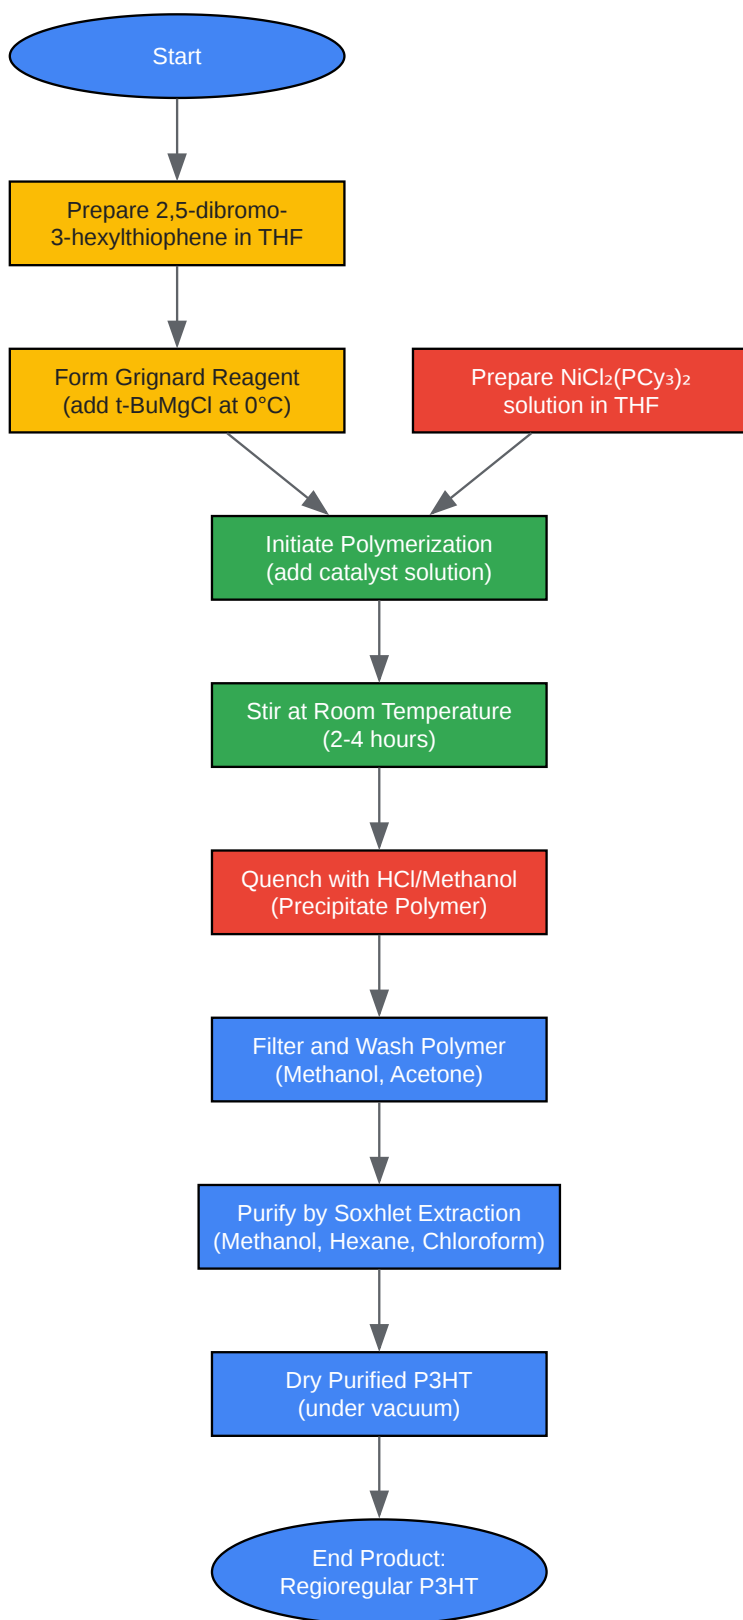 Start
Prepare 2,5-dibromo-
3-hexylthiophene in THF
Form Grignard Reagent
(add t-BuMgCl at 0°C)
Prepare NiCl₂(PCy₃)₂
solution in THF
Initiate Polymerization
(add catalyst solution)
Stir at Room Temperature
(2-4 hours)
Quench with HCl/Methanol
(Precipitate Polymer)
Filter and Wash Polymer
(Methanol, Acetone)
Purify by Soxhlet Extraction
(Methanol, Hexane, Chloroform)
Dry Purified P3HT
(under vacuum)
End Product:
Regioregular P3HT